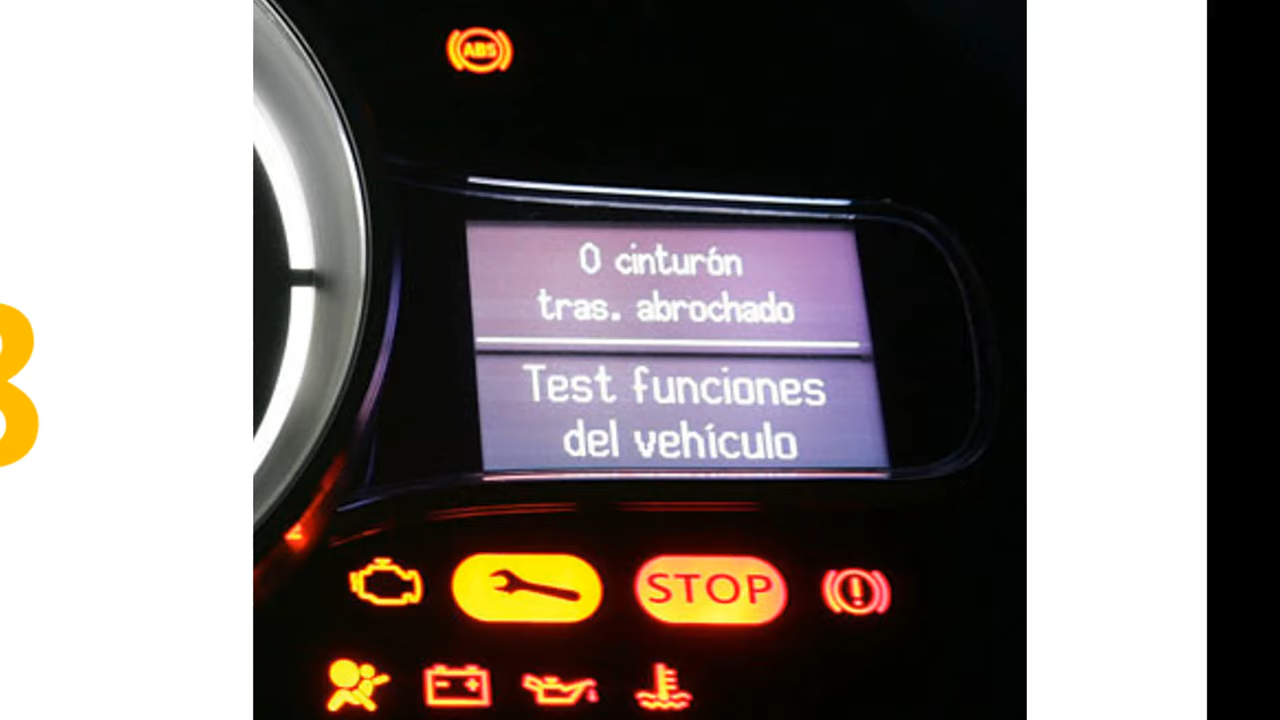 ABS
0 cinturón
tras. abrochado
Test funciones
del vehículo
STOP